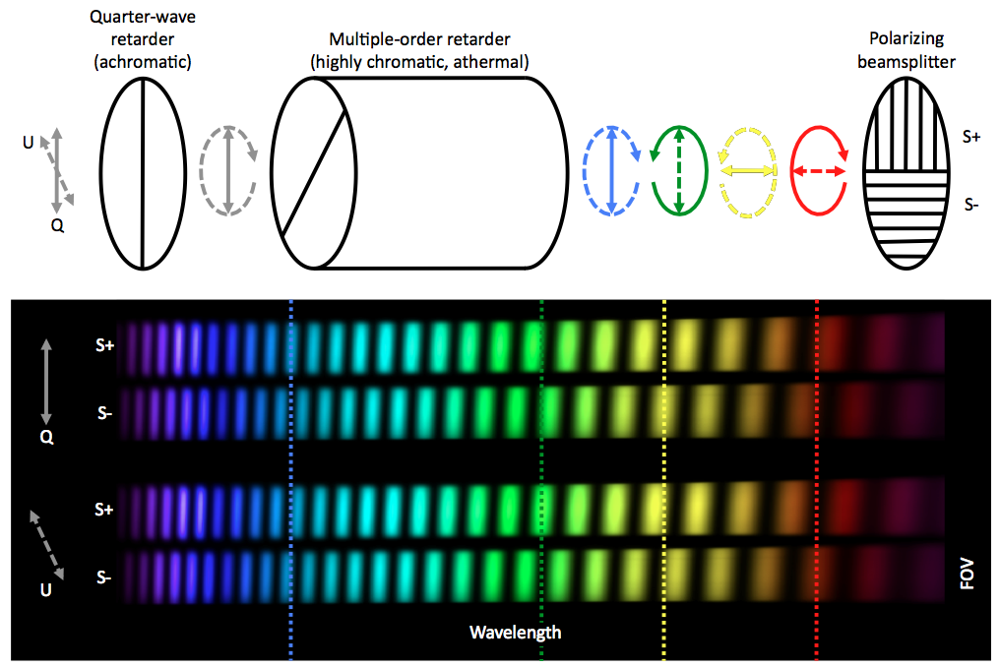 Quarter-wave
retarder
(achromatic)
Multiple-order retarder
(highly chromatic, athermal)
Polarizing
beamsplitter
U
Q
S+
S-
S+
S-
Q
S+
S-
U
FOV
Wavelength